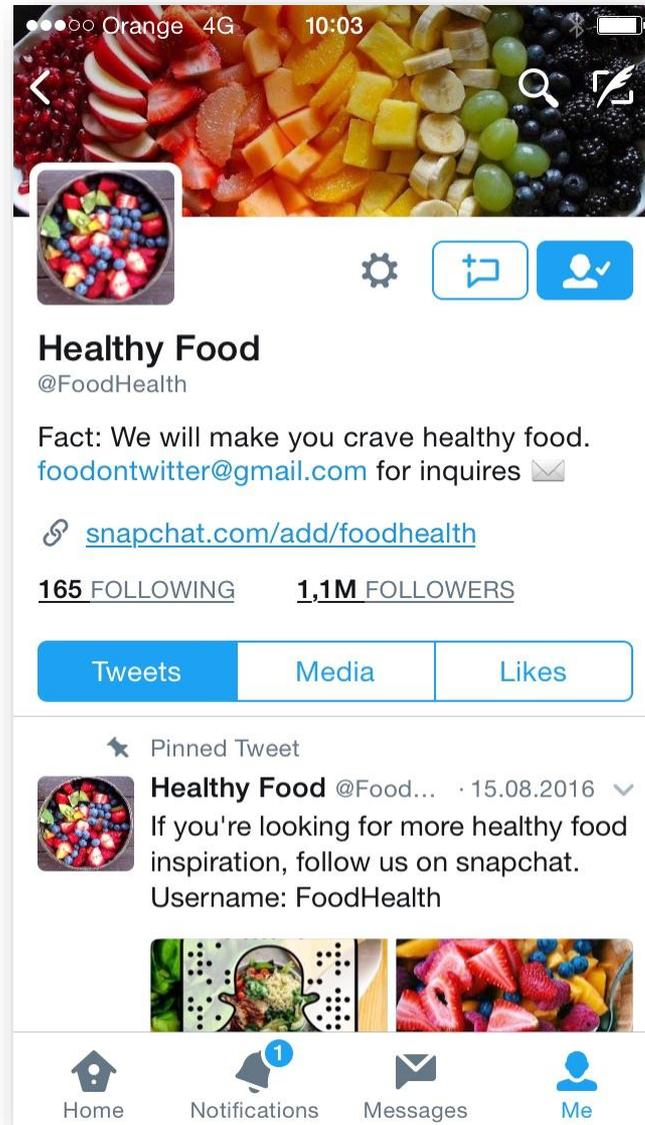 Orange 4G 10:03
Healthy Food
@FoodHealth
Fact: We will make you crave healthy food.
foodontwitter@gmail.com for inquires
snapchat.com/add/foodhealth
165 FOLLOWING 1,1M FOLLOWERS
Tweets Media Likes
Pinned Tweet
Healthy Food @Food... · 15.08.2016
If you're looking for more healthy food
inspiration, follow us on snapchat.
Username: FoodHealth
1
Home Notifications Messages Me